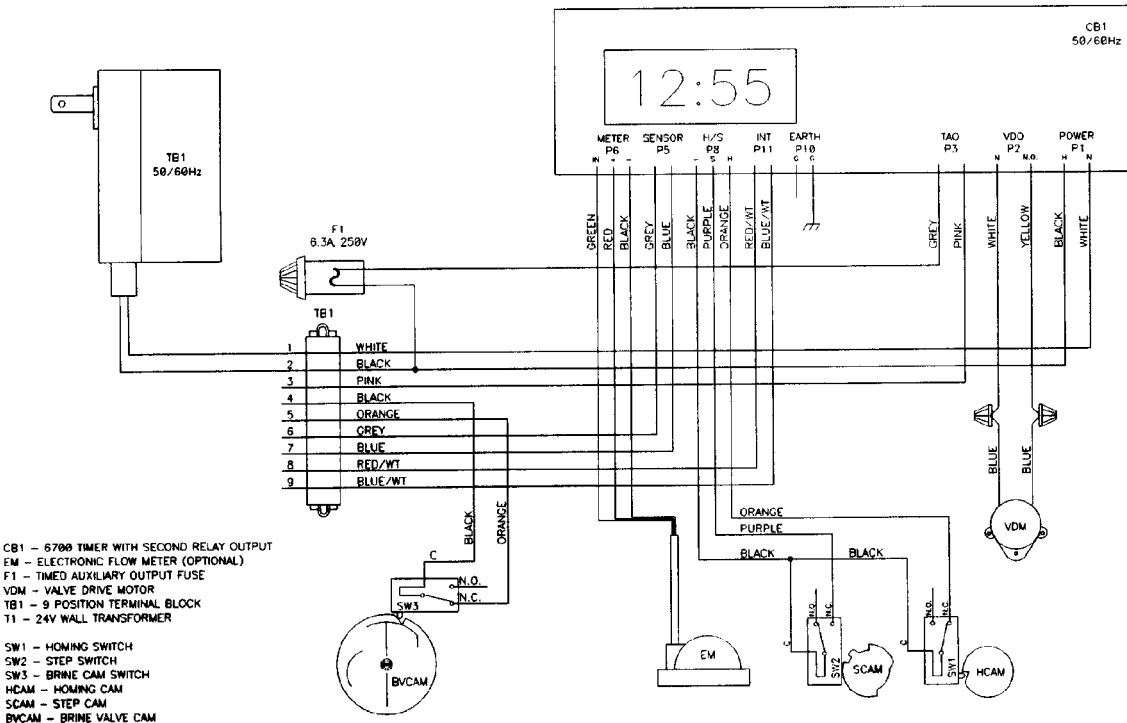 CB1
50/60Hz
12:55
METER SENSOR H/S INT EARTH TAO VDO POWER
P6 P5 P8 P11 P10 P3 P2 P1
IN + - - S H G G N N.O. H N
TB1
50/60Hz
GREEN
RED
BLACK
GREY
BLUE
BLACK
PURPLE
ORANGE
RED/WT
BLUE/WT
GREY
PINK
WHITE
YELLOW
BLACK
WHITE
F1
6.3A, 250V
TB1
1 WHITE
2 BLACK
3 PINK
4 BLACK
5 ORANGE
6 GREY
7 BLUE
8 RED/WT
9 BLUE/WT
BLUE
BLUE
VDM
BLACK
ORANGE
ORANGE
PURPLE
BLACK BLACK
C
N.O.
N.C.
SW3
BVCAM
EM
N.O.
N.C.
C
SW2
SCAM
N.O.
N.C.
C
SW1
HCAM
CB1 - 6700 TIMER WITH SECOND RELAY OUTPUT
EM - ELECTRONIC FLOW METER (OPTIONAL)
F1 - TIMED AUXILIARY OUTPUT FUSE
VDM - VALVE DRIVE MOTOR
TB1 - 9 POSITION TERMINAL BLOCK
T1 - 24V WALL TRANSFORMER
SW1 - HOMING SWITCH
SW2 - STEP SWITCH
SW3 - BRINE CAM SWITCH
HCAM - HOMING CAM
SCAM - STEP CAM
BVCAM - BRINE VALVE CAM